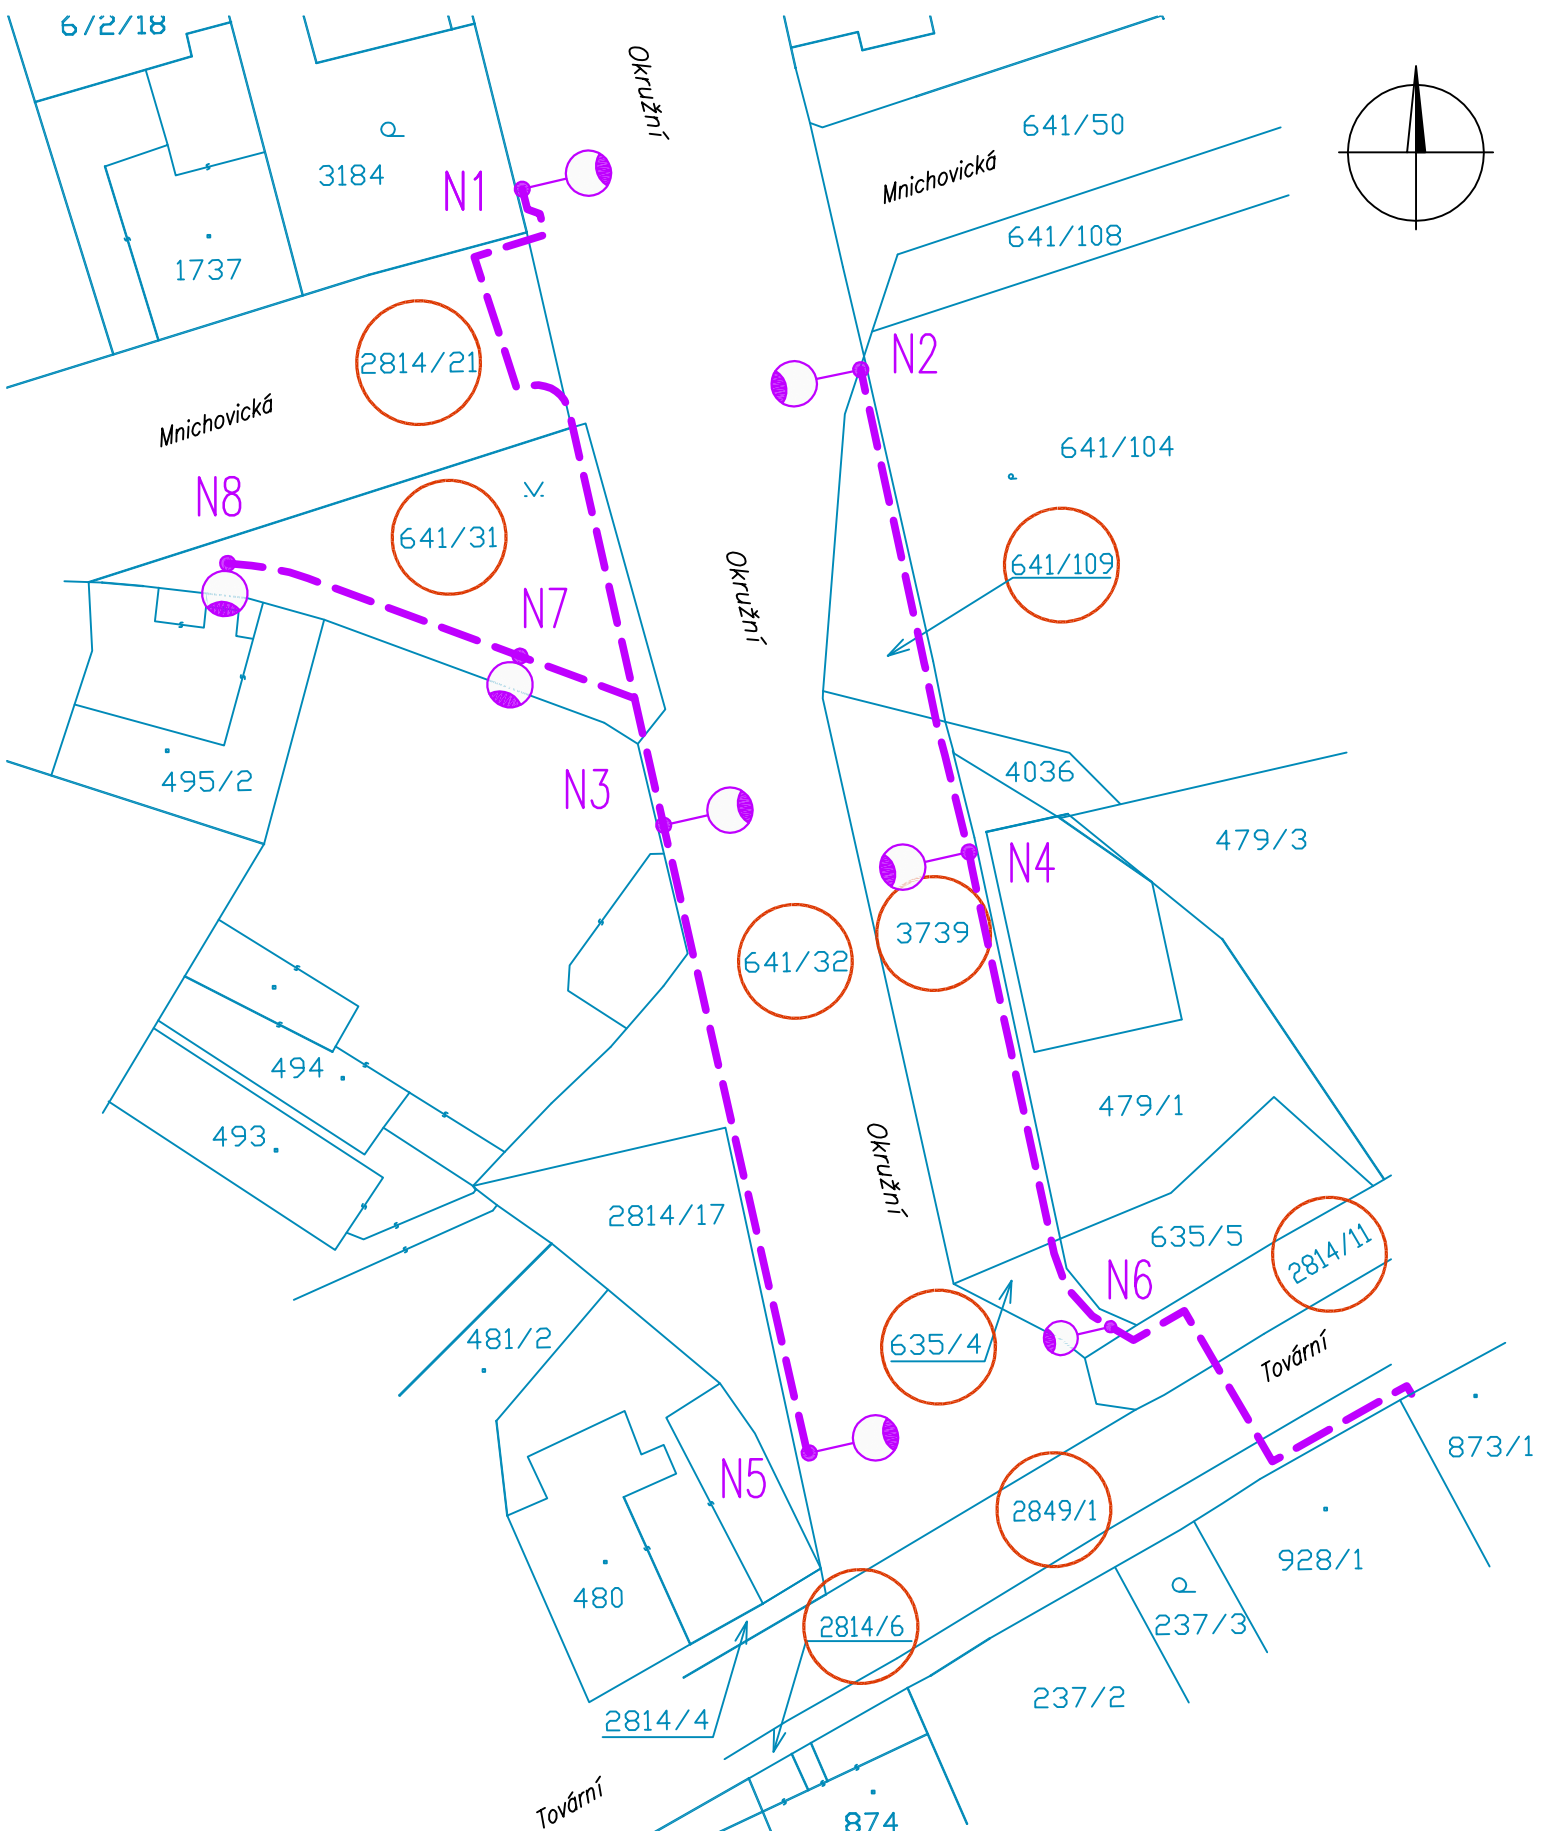 672/18
Okružní
641/50
3184
N1
Mnichovická
641/108
1737
N2
2814/21
Mnichovická
641/104
N8
641/31
641/109
Okružní
N7
4036
495/2
N3
479/3
N4
3739
641/32
494
479/1
493
Okružní
2814/17
635/5
2814/11
N6
481/2
635/4
Tovární
873/1
N5
2849/1
928/1
480
2814/6
237/3
237/2
2814/4
Tovární
874